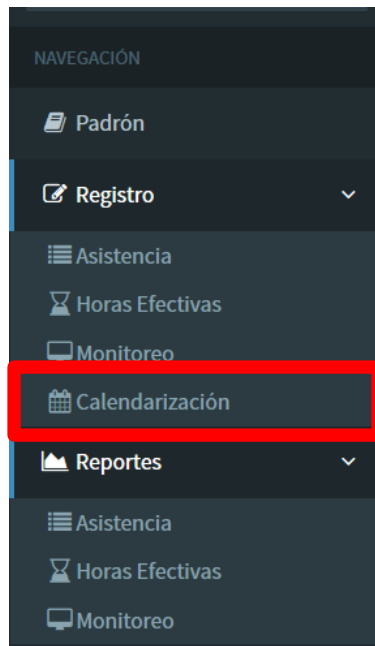 NAVEGACIÓN
Padrón
Registro
Asistencia
Horas Efectivas
Monitoreo
Calendarización
Reportes
Asistencia
Horas Efectivas
Monitoreo